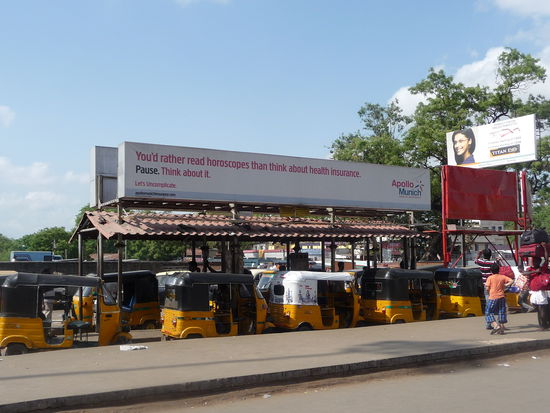 You'd rather read horoscopes than think about health insurance.
Pause. Think about it.
Let's Uncomplicate.
Apollo
Munich
TITAN EYE+